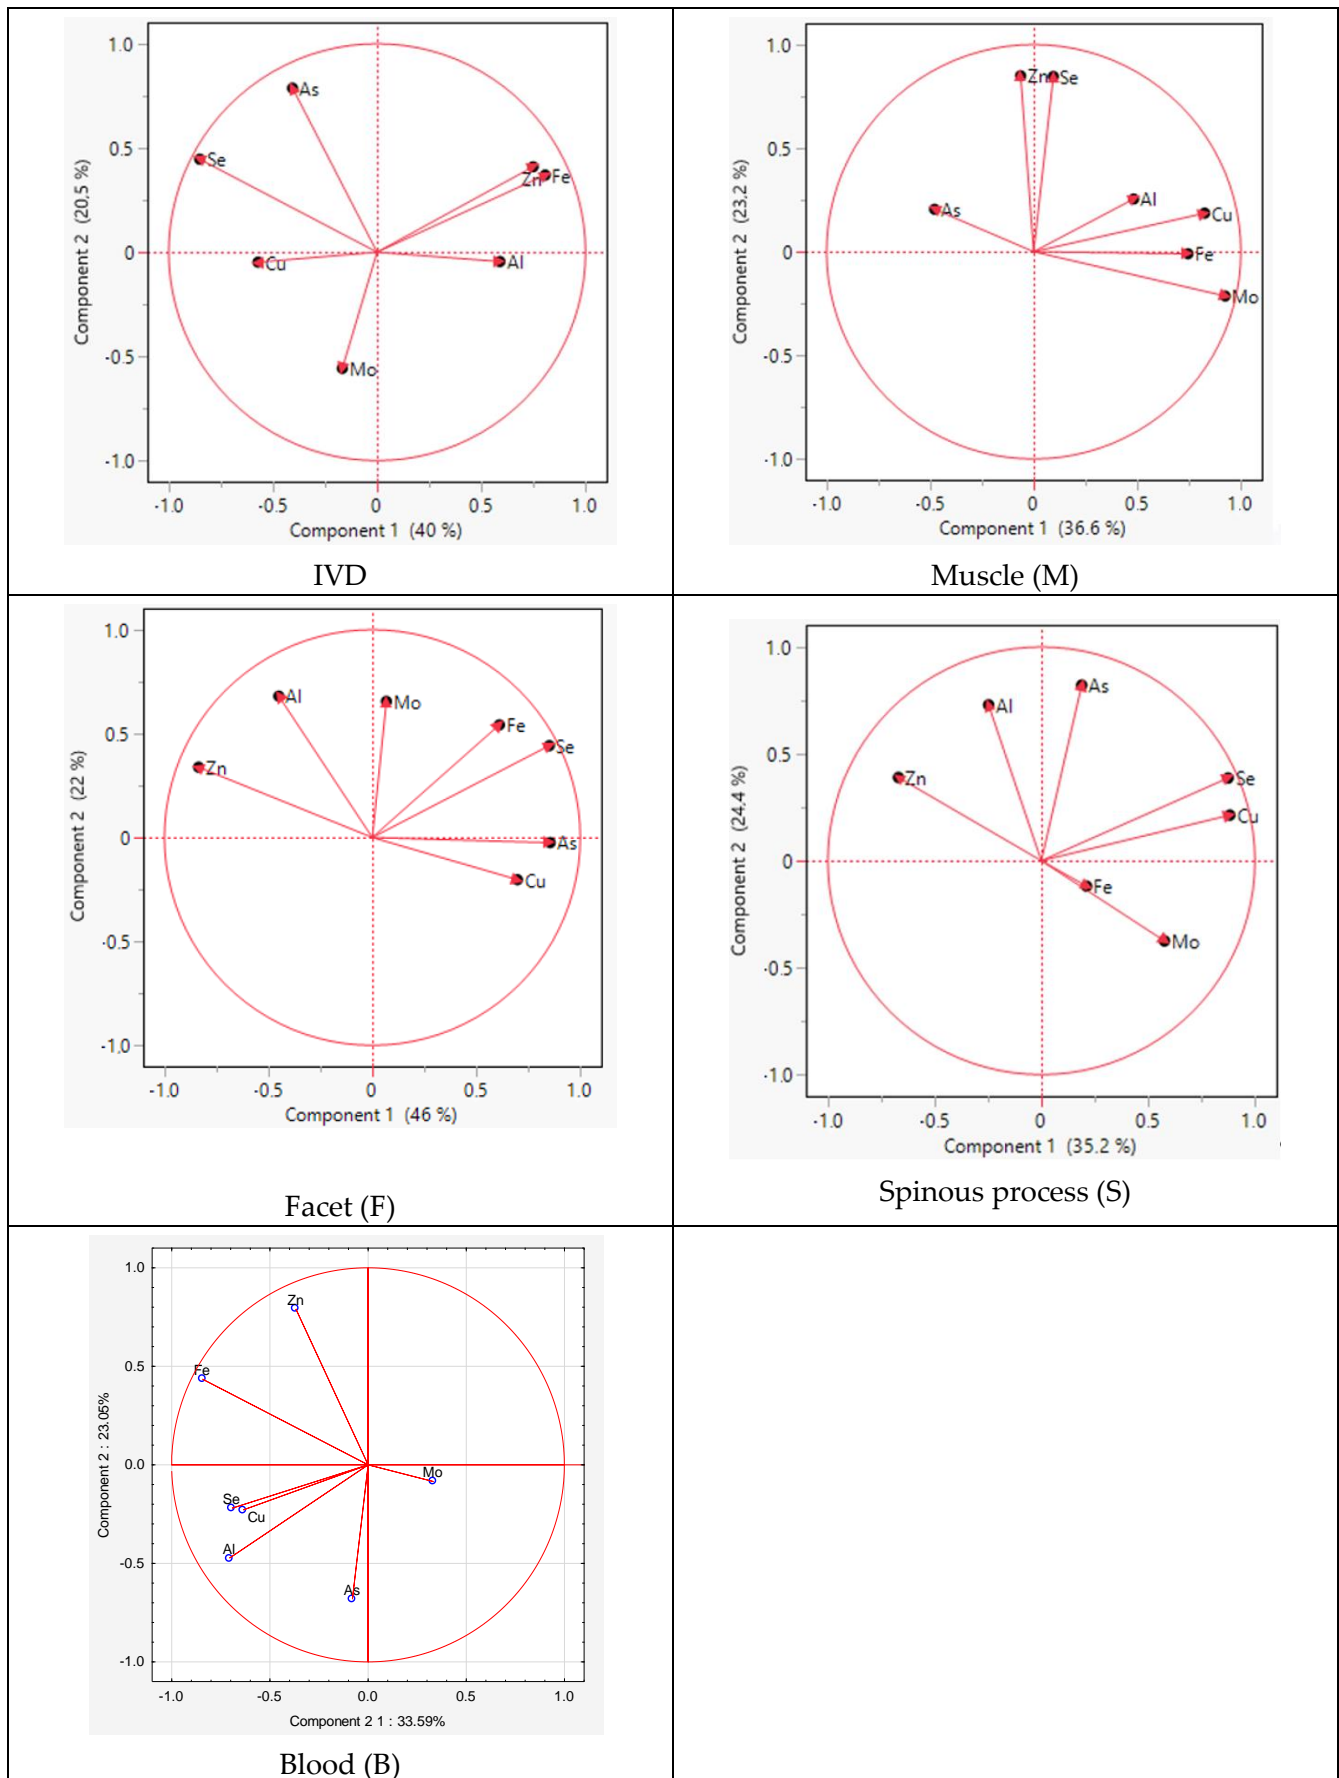 1.0
As
0.5
Se
Zn
Fe
0
Cu
Al
-0.5
Mo
-1.0
Component 2 (20,5 %)
-1.0 -0.5 0 0.5 1.0
Component 1 (40 %)
IVD
1.0
Zn Se
0.5
As
Al
Cu
0
Fe
Mo
-0.5
-1.0
Component 2 (23.2 %)
-1.0 -0.5 0 0.5 1.0
Component 1 (36.6 %)
Muscle (M)
1.0
Al
Mo
0.5
Fe
Se
Zn
0
As
Cu
-0.5
-1.0
Component 2 (22 %)
-1.0 -0.5 0 0.5 1.0
Component 1 (46 %)
Facet (F)
1.0
As
Al
0.5
Zn
Se
Cu
0
Fe
Mo
-0.5
-1.0
Component 2 (24.4 %)
-1.0 -0.5 0 0.5 1.0
Component 1 (35.2 %)
Spinous process (S)
1.0
Zn
0.5
Fe
0.0
Mo
Se
Cu
Al
-0.5
As
-1.0
Component 2 : 23.05%
-1.0 -0.5 0.0 0.5 1.0
Component 2 1 : 33.59%
Blood (B)